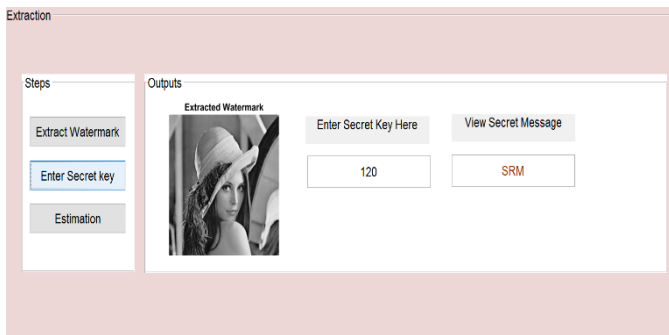 Extraction
Steps
Extract Watermark
Enter Secret key
Estimation
Outputs
Extracted Watermark
Enter Secret Key Here
120
View Secret Message
SRM